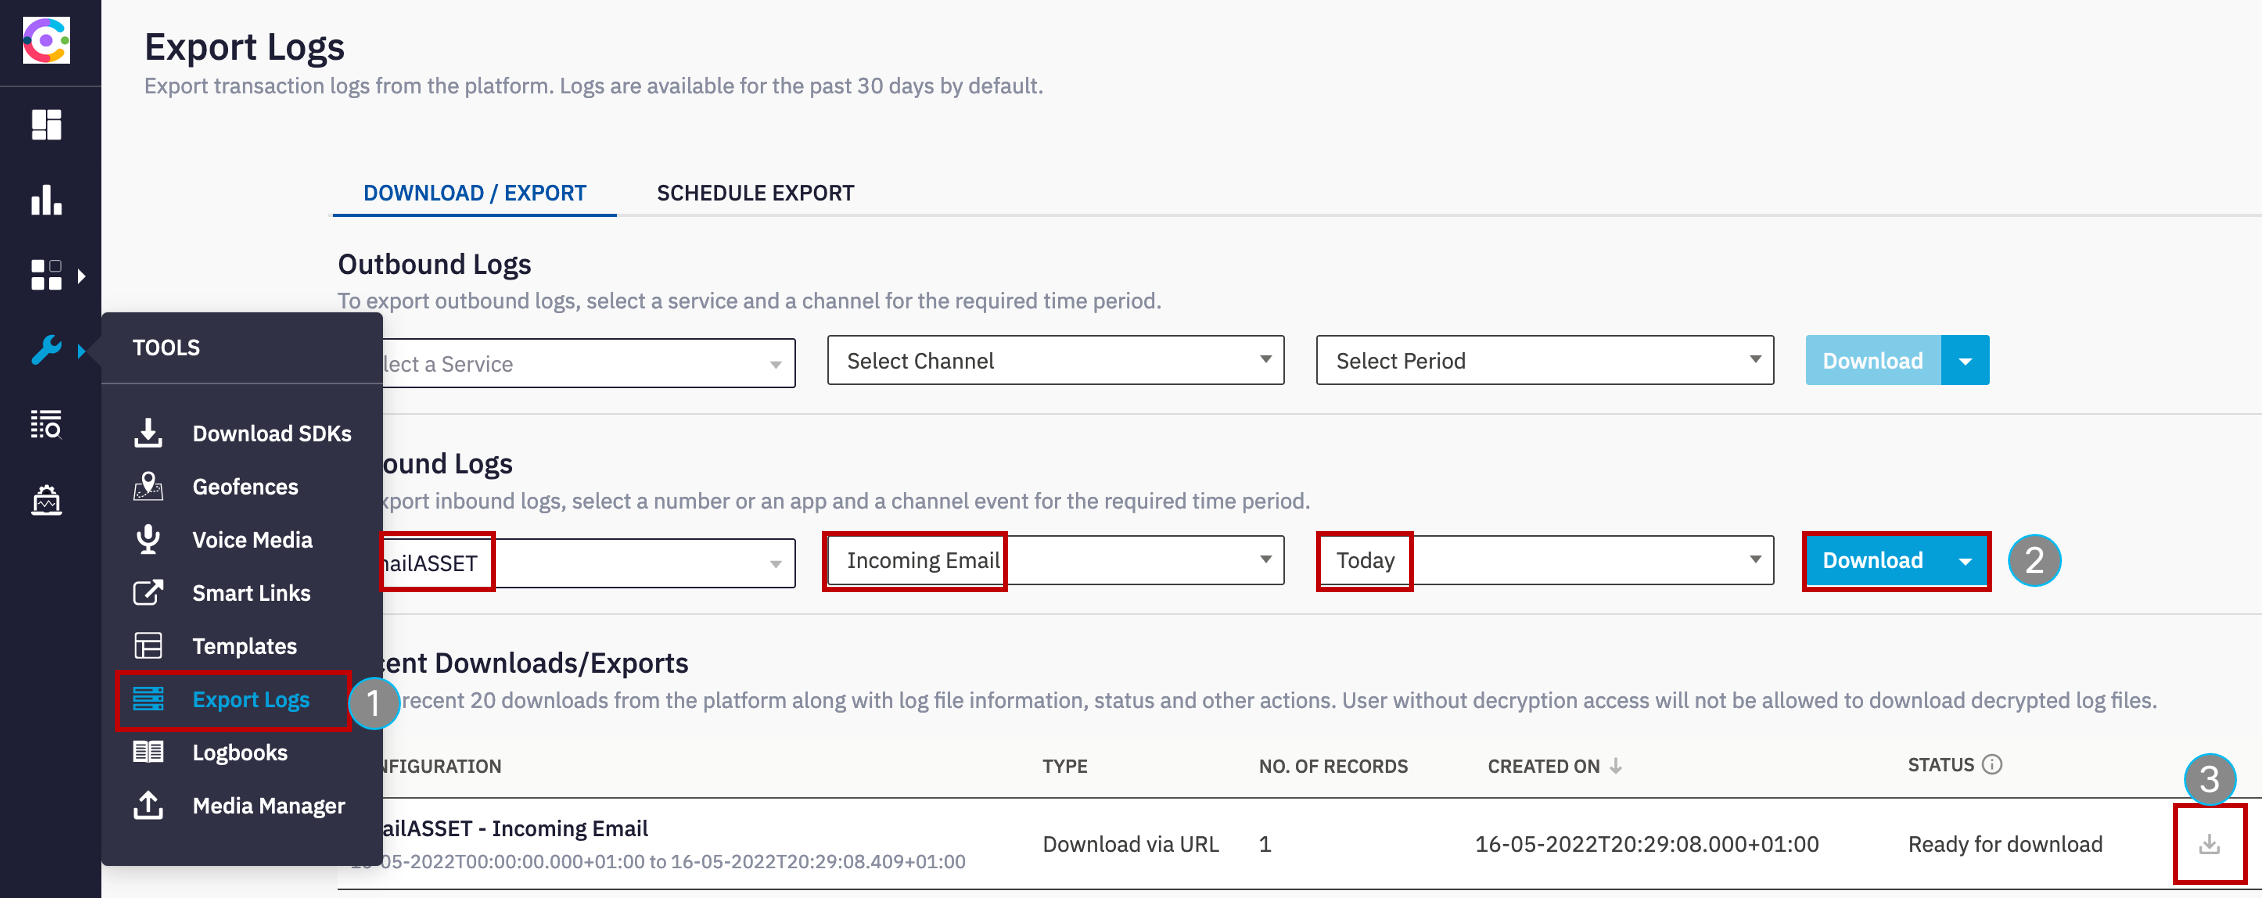 Export Logs
Export transaction logs from the platform. Logs are available for the past 30 days by default.
DOWNLOAD / EXPORT SCHEDULE EXPORT
Outbound Logs
To export outbound logs, select a service and a channel for the required time period.
TOOLS
lect a Service Select Channel Select Period Download
Download SDKs
ound Logs
Geofences
xport inbound logs, select a number or an app and a channel event for the required time period.
Voice Media
nailASSET Incoming Email Today Download 2
Smart Links
Templates
cent Downloads/Exports
Export Logs 1
recent 20 downloads from the platform along with log file information, status and other actions. User without decryption access will not be allowed to download decrypted log files.
Logbooks
NFIGURATION TYPE NO. OF RECORDS CREATED ON STATUS
3
Media Manager
ailASSET - Incoming Email
Download via URL 1 16-05-2022T20:29:08.000+01:00 Ready for download
16-05-2022T00:00:00.000+01:00 to 16-05-2022T20:29:08.409+01:00